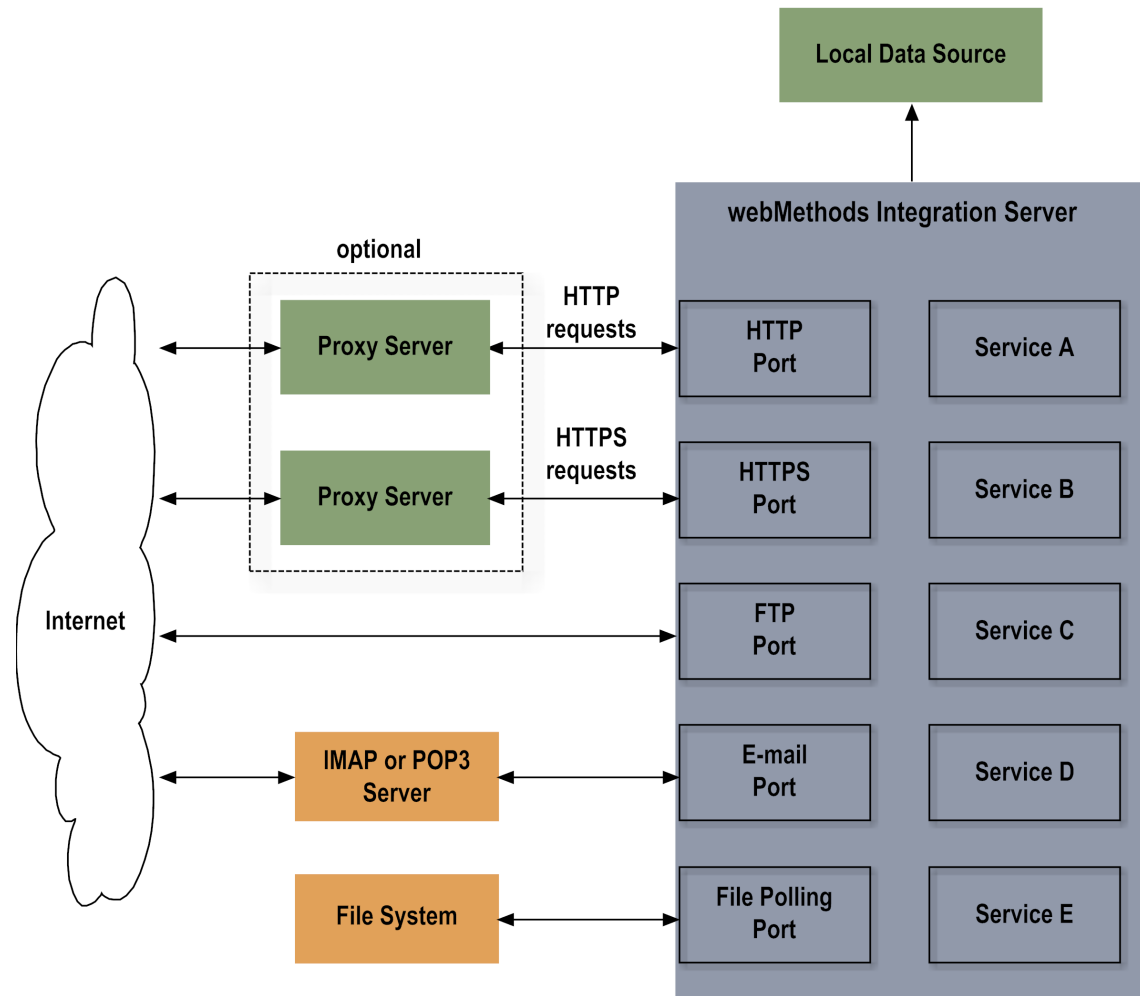 Local Data Source
webMethods Integration Server
optional
HTTP
requests
Proxy Server
HTTP
Port
Service A
HTTPS
requests
Proxy Server
HTTPS
Port
Service B
Internet
FTP
Port
Service C
IMAP or POP3
Server
E-mail
Port
Service D
File System
File Polling
Port
Service E